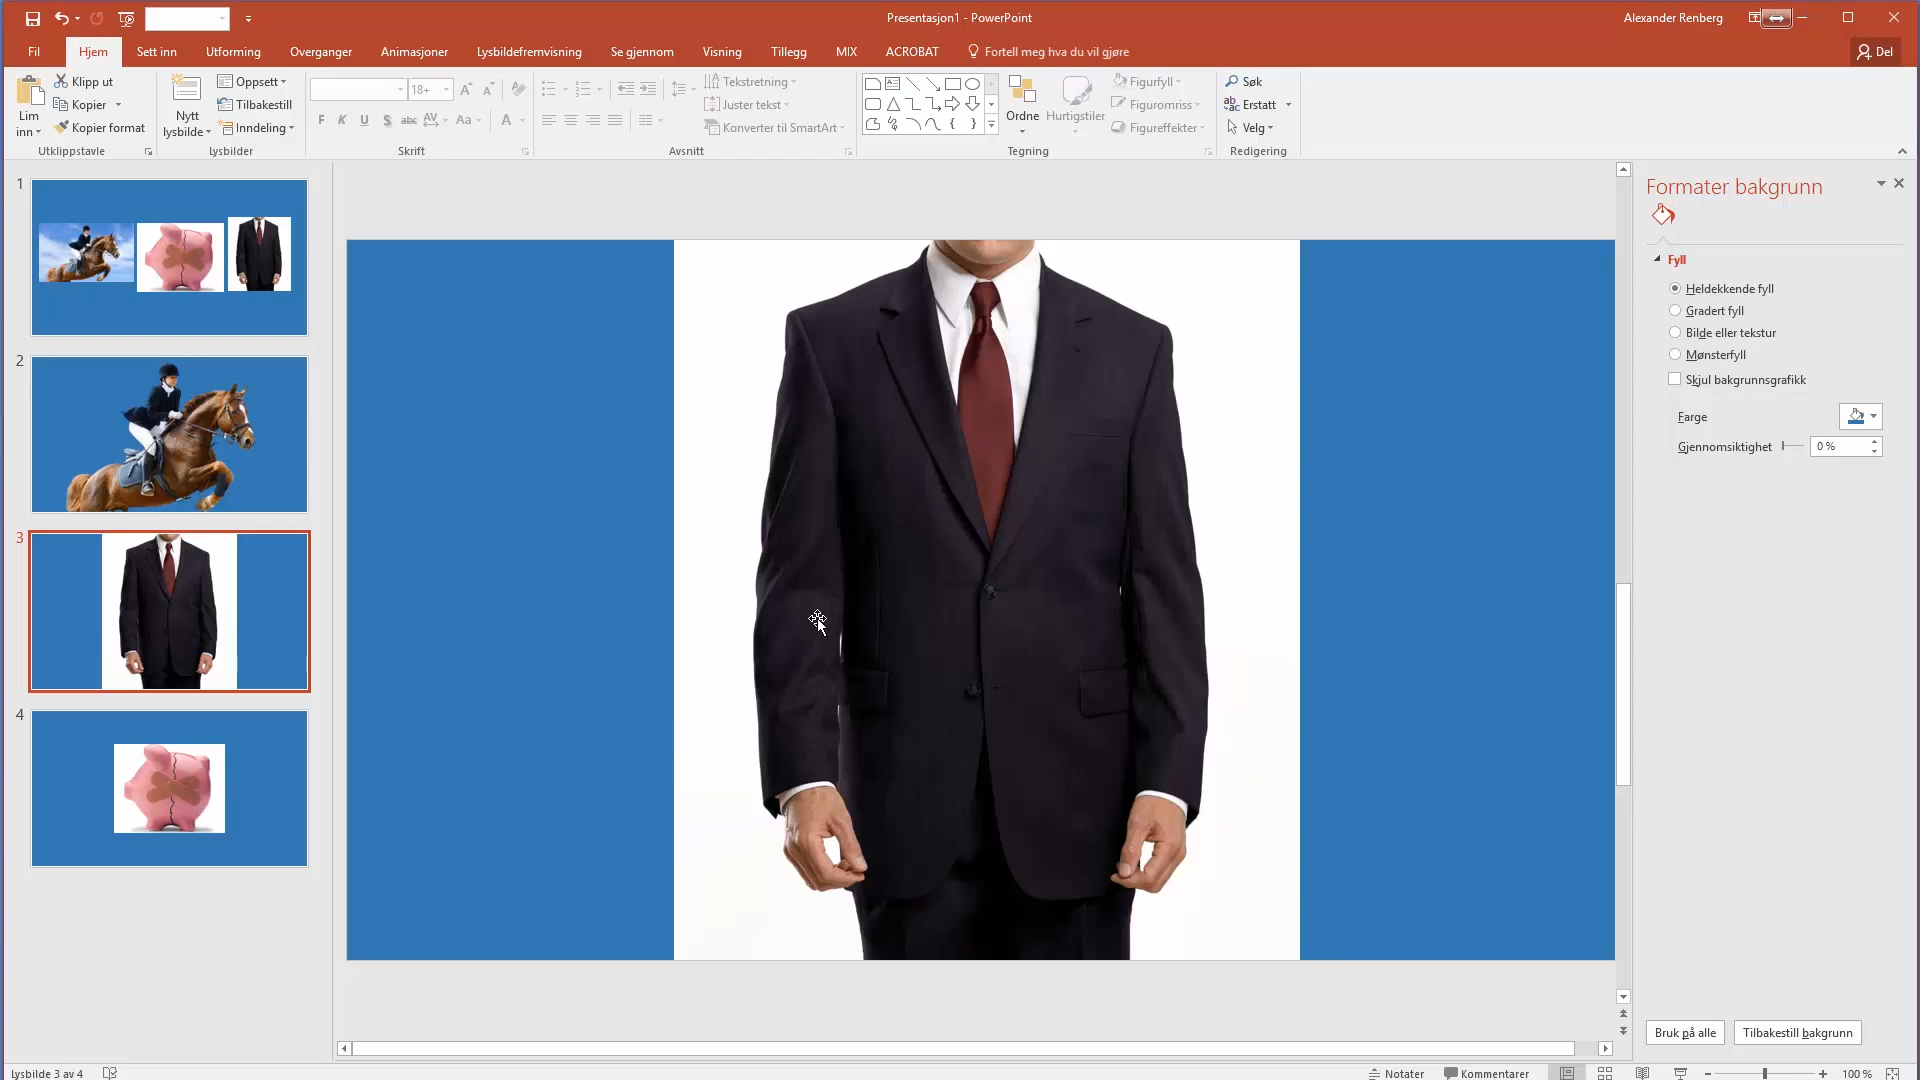 Presentasjon1 - PowerPoint
Alexander Renberg
Fil
Hjem
Sett inn
Utforming
Overganger
Animasjoner
Lysbildefremvisning
Se gjennom
Visning
Tillegg
MIX
ACROBAT
Fortell meg hva du vil gjøre
Del
Lim inn
Klipp ut
Kopier
Kopier format
Utklippstavle
Nytt lysbilde
Oppsett
Tilbakestill
Inndeling
Lysbilder
18+
F K U S abc AV Aa A
Skrift
Tekstretning
Juster tekst
Konverter til SmartArt
Avsnitt
Ordne
Hurtigstiler
Figurfyll
Figuromriss
Figureffekter
Tegning
Søk
Erstatt
Velg
Redigering
1
2
3
4
Formater bakgrunn
Fyll
Heldekkende fyll
Gradert fyll
Bilde eller tekstur
Mønsterfyll
Skjul bakgrunnsgrafikk
Farge
Gjennomsiktighet
0 %
Bruk på alle
Tilbakestill bakgrunn
Lysbilde 3 av 4
Notater
Kommentarer
100 %